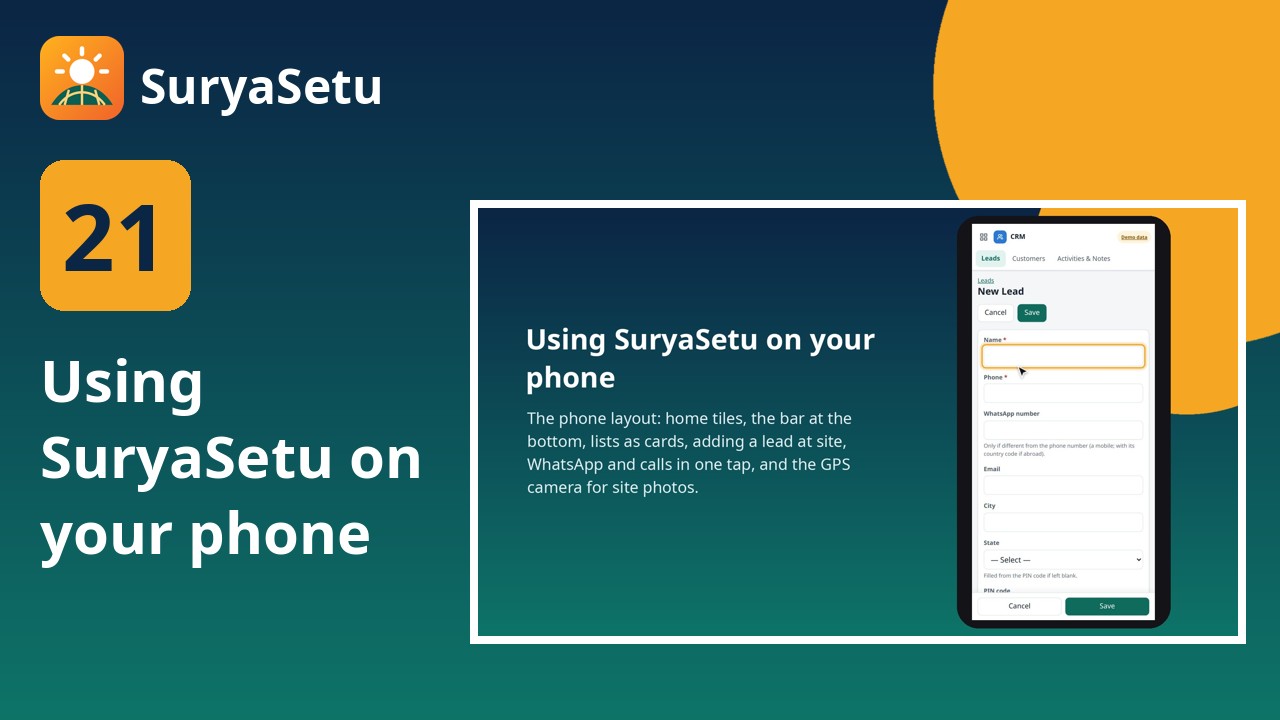 SuryaSetu
21
Using
SuryaSetu on
your phone
Using SuryaSetu on your
phone
The phone layout: home tiles, the bar at the
bottom, lists as cards, adding a lead at site,
WhatsApp and calls in one tap, and the GPS
camera for site photos.
CRM
Demo data
Leads Customers Activities & Notes
Leads
New Lead
Cancel Save
Name *
Phone *
WhatsApp number
Only if different from the phone number (a mobile; with its
country code if abroad).
Email
City
State
— Select —
Filled from the PIN code if left blank.
PIN code
Cancel Save